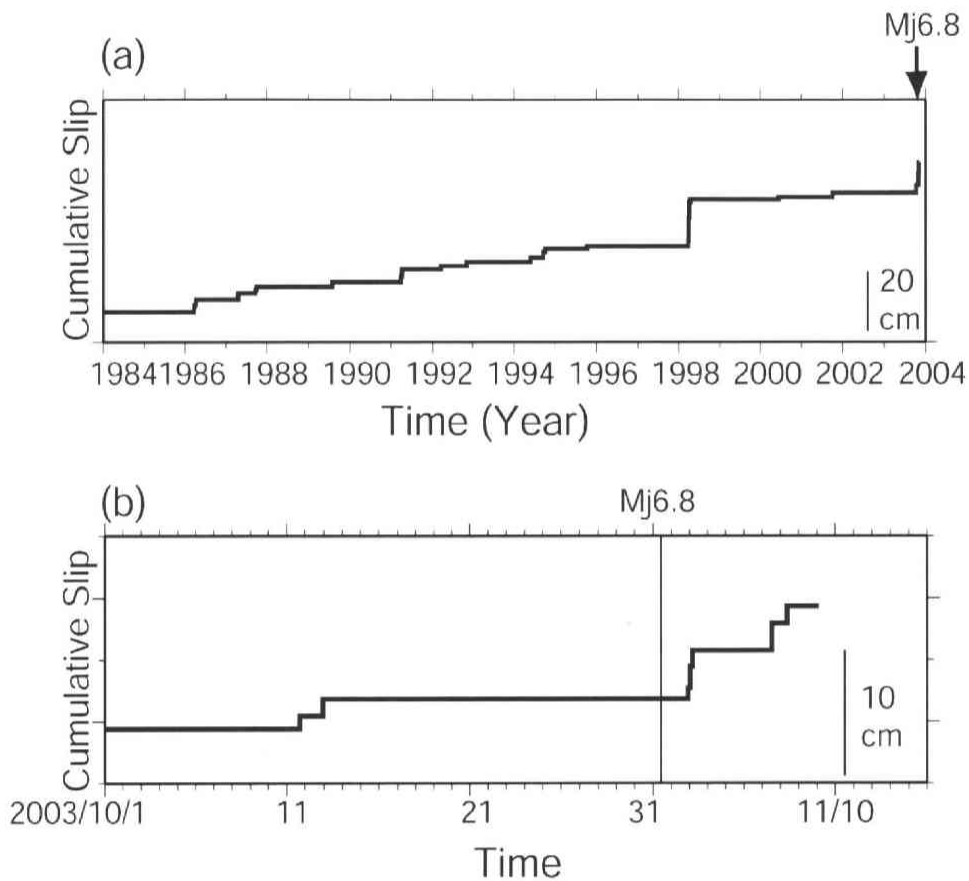 Mj6.8
(a)
Cumulative Slip
20
cm
19841986 1988 1990 1992 1994 1996 1998 2000 2002 2004
Time (Year)
(b)
Mj6.8
Cumulative Slip
10
cm
2003/10/1 11 21 31 11/10
Time